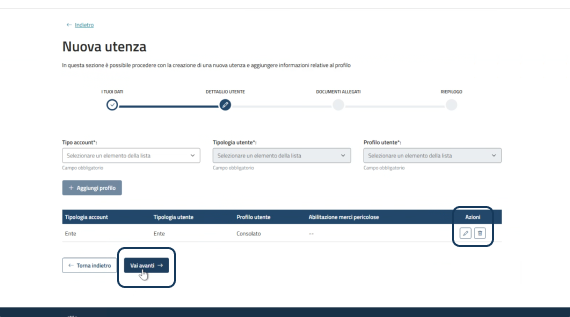 ← Indietro
Nuova utenza
In questa sezione è possibile procedere con la creazione di una nuova utenza e aggiungere informazioni relative al profilo
I TUOI DATI DETTAGLIO UTENTE DOCUMENTI ALLEGATI RIEPILOGO
Tipo account*: Tipologia utente*: Profilo utente*:
Selezionare un elemento della lista Selezionare un elemento della lista Selezionare un elemento della lista
Campo obbligatorio Campo obbligatorio Campo obbligatorio
+ Aggiungi profilo
Tipologia account Tipologia utente Profilo utente Abilitazione merci pericolose Azioni
Ente Ente Consolato --
← Torna indietro Vai avanti →